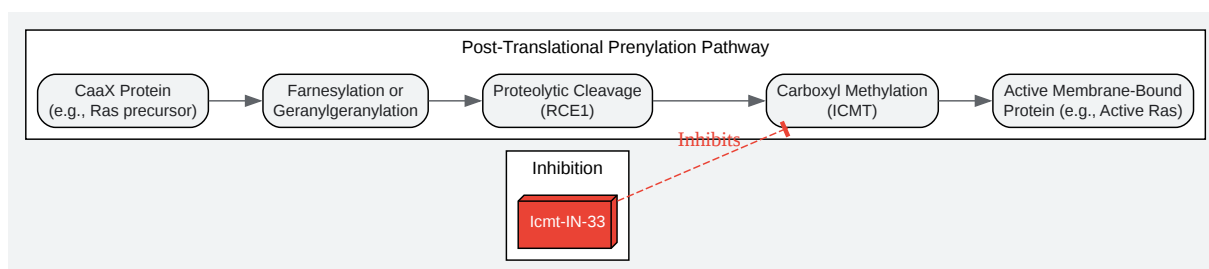 Post-Translational Prenylation Pathway
CaaX Protein
(e.g., Ras precursor)
Farnesylation or
Geranylgeranylation
Proteolytic Cleavage
(RCE1)
Carboxyl Methylation
(ICMT)
Active Membrane-Bound
Protein (e.g., Active Ras)
Inhibits
Inhibition
Icmt-IN-33